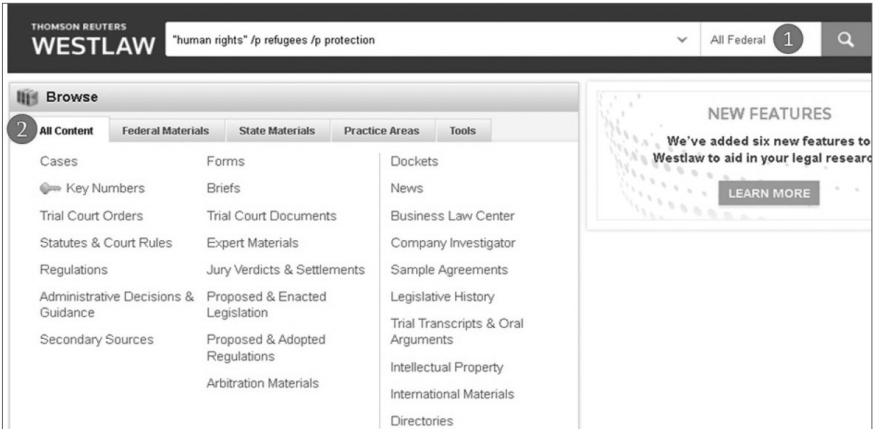 THOMSON REUTERS
WESTLAW
"human rights" /p refugees /p protection
All Federal
1
Browse
2
All Content
Federal Materials
State Materials
Practice Areas
Tools
Cases
Key Numbers
Trial Court Orders
Statutes & Court Rules
Regulations
Administrative Decisions &
Guidance
Secondary Sources
Forms
Briefs
Trial Court Documents
Expert Materials
Jury Verdicts & Settlements
Proposed & Enacted
Legislation
Proposed & Adopted
Regulations
Arbitration Materials
Dockets
News
Business Law Center
Company Investigator
Sample Agreements
Legislative History
Trial Transcripts & Oral
Arguments
Intellectual Property
International Materials
Directories
NEW FEATURES
We've added six new features to
Westlaw to aid in your legal researc
LEARN MORE